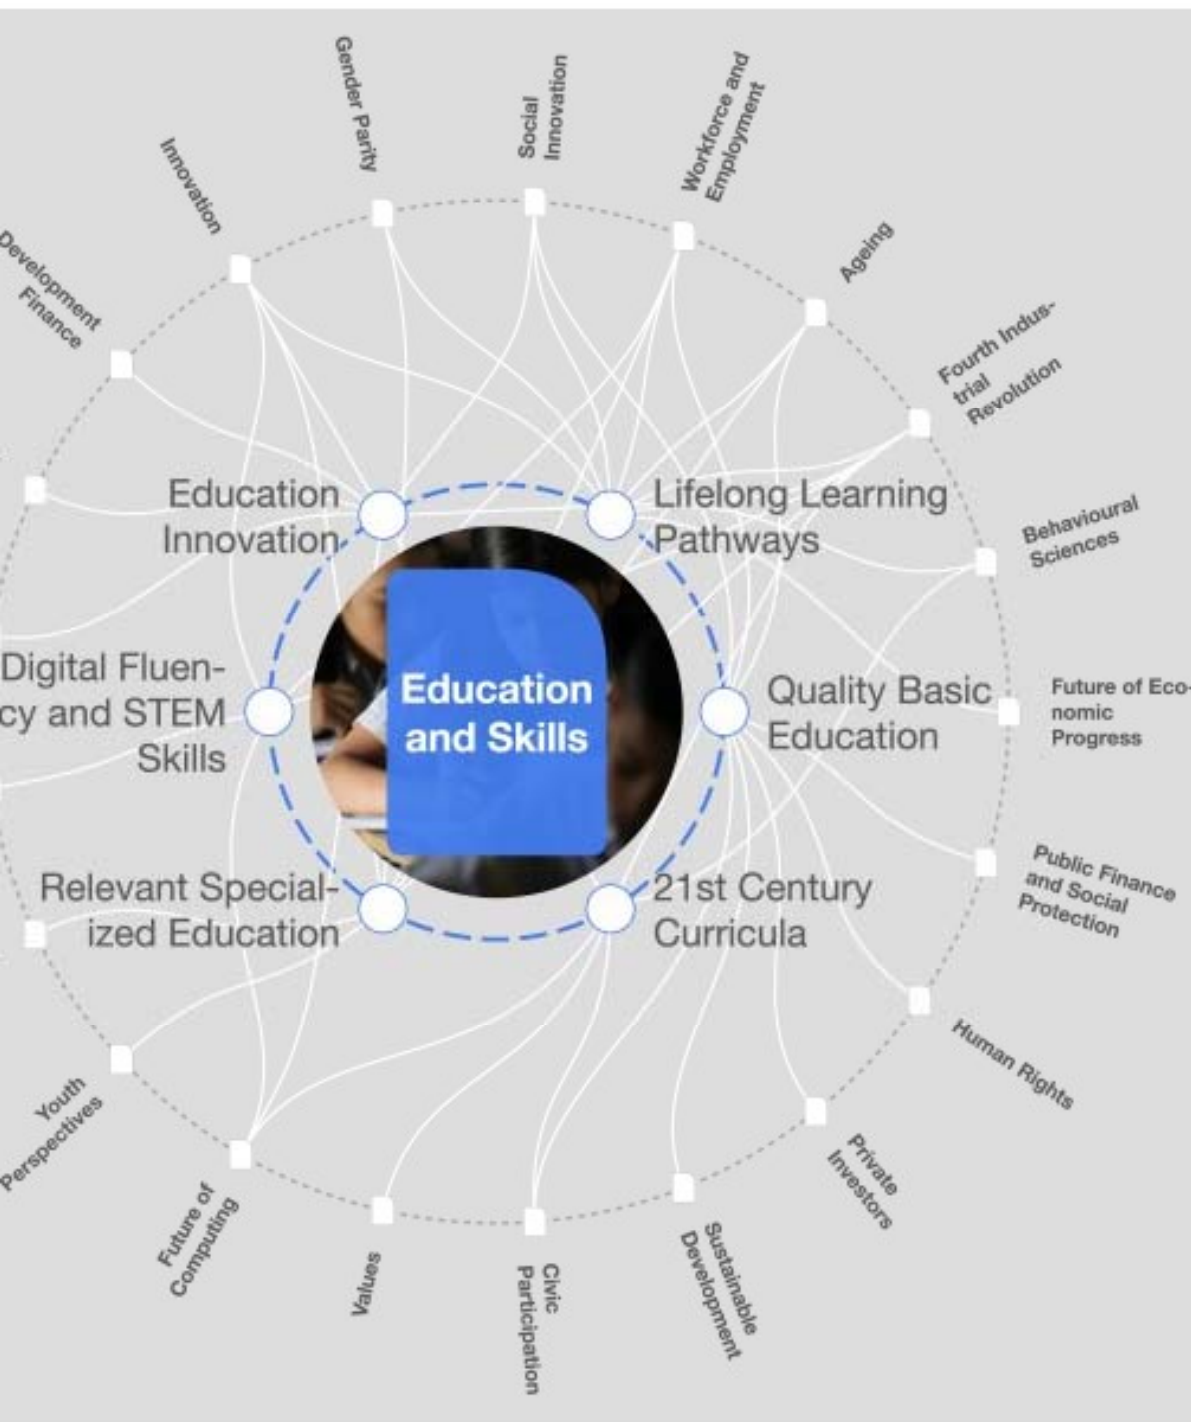 Gender Parity
Social
Innovation
Workforce and
Employment
Innovation
Ageing
Development
Finance
Fourth Indus-
trial
Revolution
Behavioural
Sciences
Education
Innovation
Lifelong Learning
Pathways
Digital Fluen-
cy and STEM
Skills
Education
and Skills
Quality Basic
Education
Future of Eco-
nomic
Progress
Relevant Special-
ized Education
21st Century
Curricula
Public Finance
and Social
Protection
Human Rights
Youth
Perspectives
Private
Investors
Future of
Computing
Values
Civic
Participation
Sustainable
Development